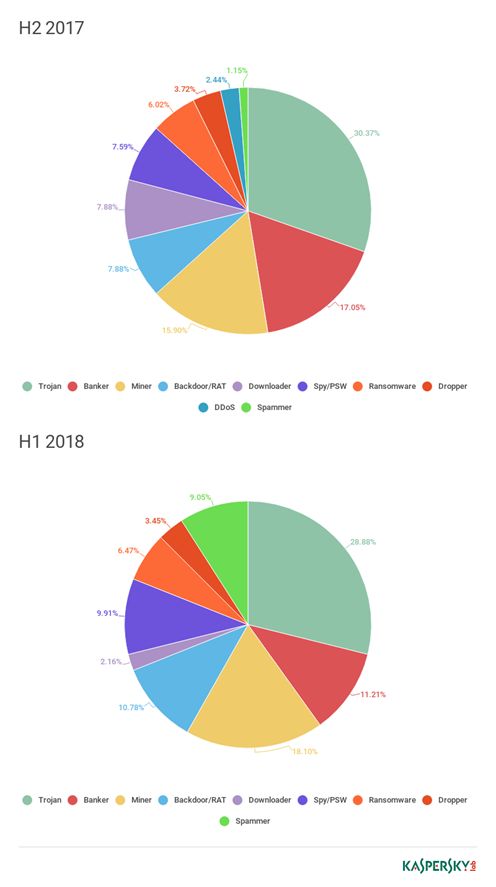 H2 2017
1.15%
2.44%
3.72%
6.02%
30.37%
7.59%
7.88%
7.88%
17.05%
15.90%
Trojan Banker Miner Backdoor/RAT Downloader Spy/PSW Ransomware Dropper
DDoS Spammer
H1 2018
9.05%
3.45%
28.88%
6.47%
9.91%
2.16%
11.21%
10.78%
18.10%
Trojan Banker Miner Backdoor/RAT Downloader Spy/PSW Ransomware Dropper
Spammer
KASPERSKY lab